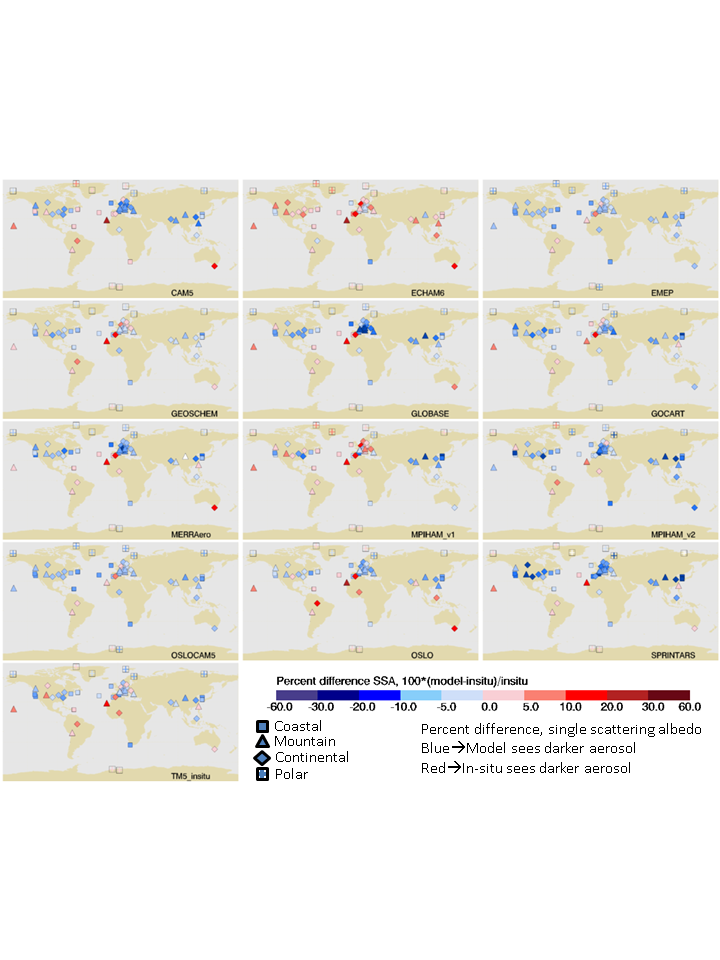 CAM5
ECHAM6
EMEP
GEOSCHEM
GLOBASE
GOCART
MERRAero
MPIHAM_v1
MPIHAM_v2
OSLOCAM5
OSLO
SPRINTARS
TM5_insitu
Percent difference SSA, 100*(model-insitu)/insitu
-60.0 -30.0 -20.0 -10.0 -5.0 0.0 5.0 10.0 20.0 30.0 60.0
Coastal
Mountain
Continental
Polar
Percent difference, single scattering albedo
Blue→Model sees darker aerosol
Red→In-situ sees darker aerosol